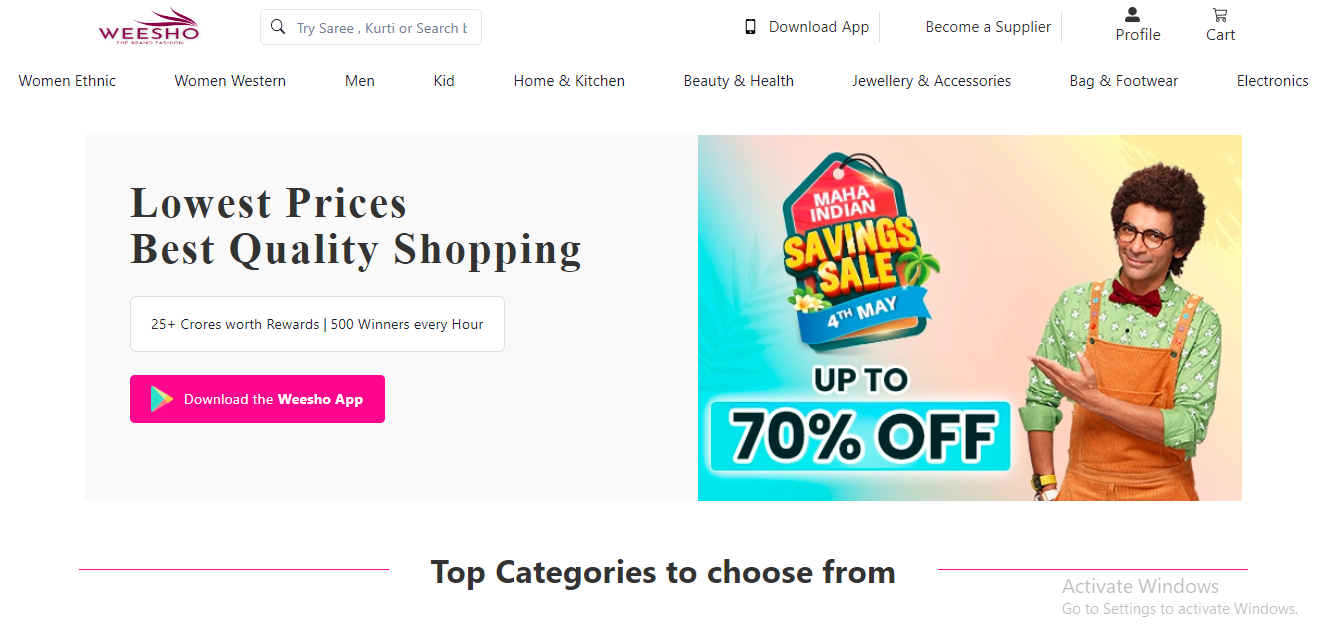 WEESHO
THE BRAND FASHION
Try Saree , Kurti or Search b
Download App
Become a Supplier
Profile
Cart
Women Ethnic
Women Western
Men
Kid
Home & Kitchen
Beauty & Health
Jewellery & Accessories
Bag & Footwear
Electronics
Lowest Prices
Best Quality Shopping
25+ Crores worth Rewards | 500 Winners every Hour
Download the Weesho App
MAHA
INDIAN
SAVINGS
SALE
4TH MAY
UP TO
70% OFF
Top Categories to choose from
Activate Windows
Go to Settings to activate Windows.